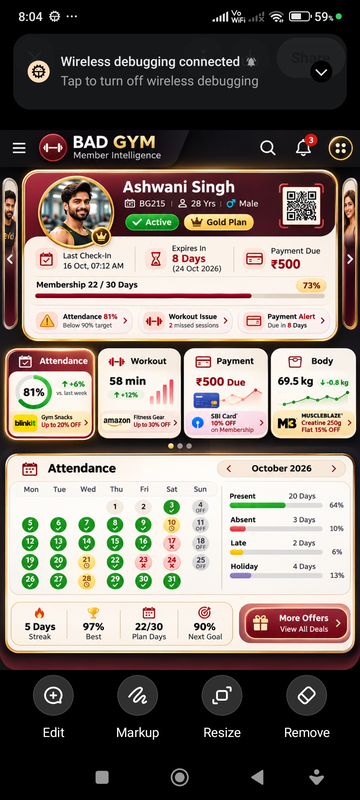 8:04
Vo
WiFi
59%
Share
Wireless debugging connected
Tap to turn off wireless debugging
BAD GYM
Member Intelligence
3
Ashwani Singh
BG215 | 28 Yrs | Male
Active
Gold Plan
Last Check-In
16 Oct, 07:12 AM
Expires In
8 Days
(24 Oct 2026)
Payment Due
₹500
Membership 22 / 30 Days
73%
Attendance 81%
Below 90% target
Workout Issue
2 missed sessions
Payment Alert
Due in 8 Days
Attendance
81%
+6%
vs. last week
blinkit
Gym Snacks
Up to 20% OFF
Workout
58 min
+12%
amazon
Fitness Gear
Up to 30% OFF
Payment
₹500 Due
SBI Card
10% OFF
on Membership
Body
69.5 kg
-0.8 kg
M3
MUSCLEBLAZE
Creatine 250g
Flat 15% OFF
Attendance
October 2026
Mon Tue Wed Thu Fri Sat Sun
1 2 3 4 OFF
5 6 7 8 9 10 11 OFF
12 13 14 15 16 17 18 OFF
19 20 21 22 23 24 25 OFF
26 27 28 29 30 31
Present 20 Days 64%
Absent 3 Days 10%
Late 2 Days 6%
Holiday 4 Days 13%
5 Days
Streak
97%
Best
22/30
Plan Days
90%
Next Goal
More Offers
View All Deals
Edit
Markup
Resize
Remove